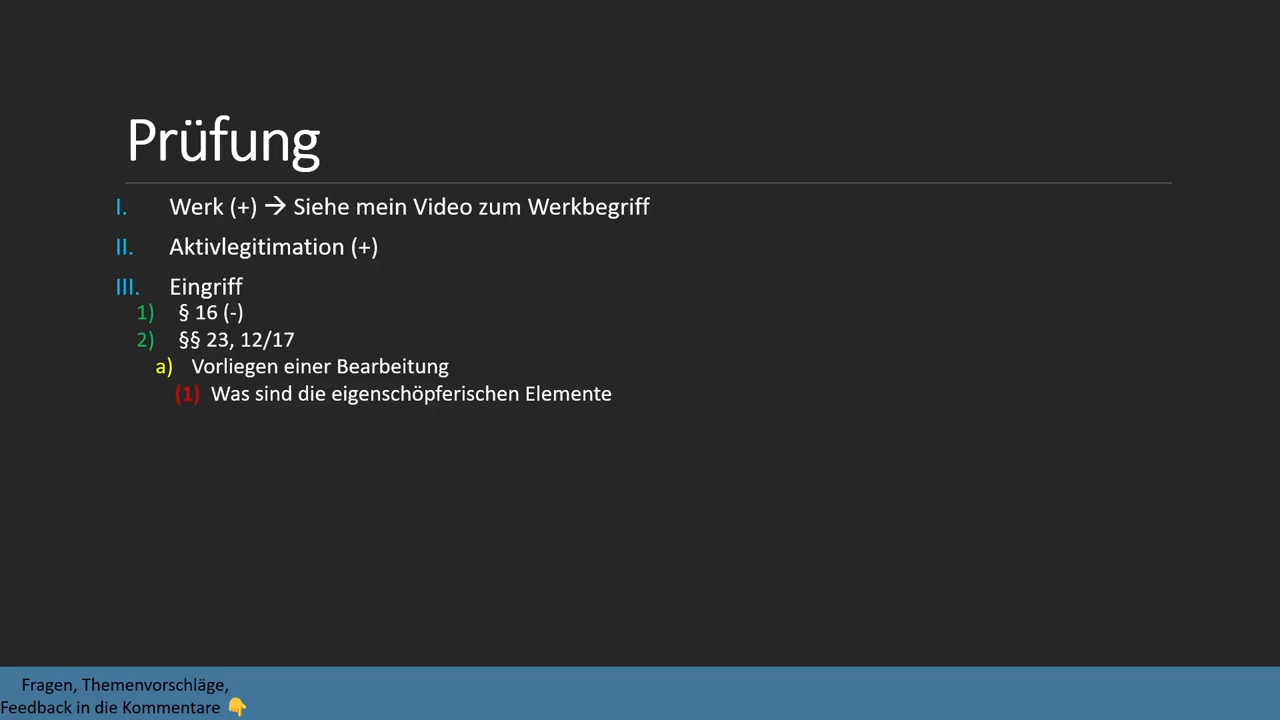 Prüfung
I. Werk (+) → Siehe mein Video zum Werkbegriff
II. Aktivlegitimation (+)
III. Eingriff
1) § 16 (-)
2) §§ 23, 12/17
a) Vorliegen einer Bearbeitung
(1) Was sind die eigenschöpferischen Elemente
Fragen, Themenvorschläge,
Feedback in die Kommentare 👇